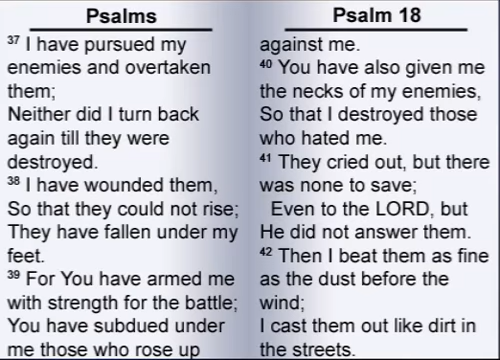 Psalms
37 I have pursued my
enemies and overtaken
them;
Neither did I turn back
again till they were
destroyed.
38 I have wounded them,
So that they could not rise;
They have fallen under my
feet.
39 For You have armed me
with strength for the battle;
You have subdued under
me those who rose up
Psalm 18
against me.
40 You have also given me
the necks of my enemies,
So that I destroyed those
who hated me.
41 They cried out, but there
was none to save;
Even to the LORD, but
He did not answer them.
42 Then I beat them as fine
as the dust before the
wind;
I cast them out like dirt in
the streets.